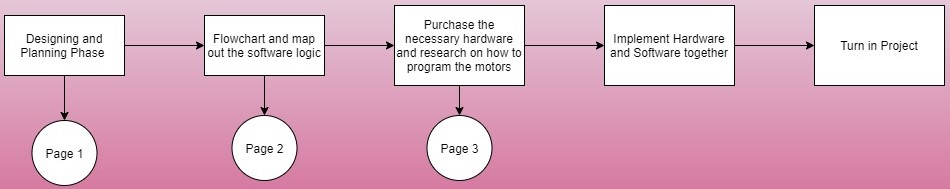 Designing and
Planning Phase
Flowchart and map
out the software logic
Purchase the
necessary hardware
and research on how to
program the motors
Implement Hardware
and Software together
Turn in Project
Page 1
Page 2
Page 3